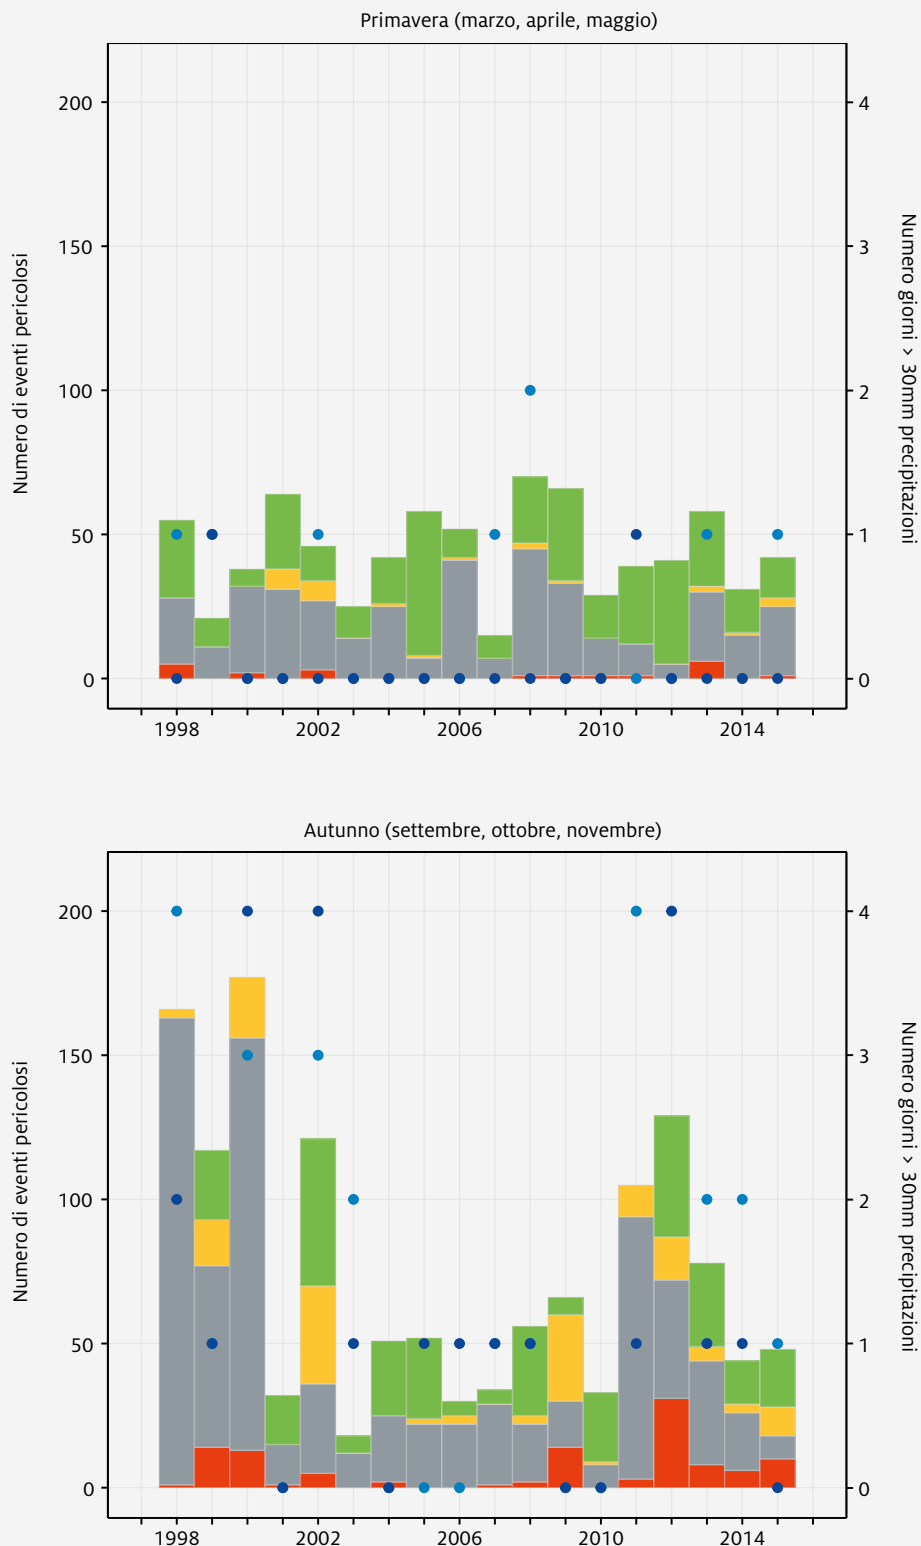 Primavera (marzo, aprile, maggio)
Numero di eventi pericolosi
200
150
100
50
0
4
3
2
1
0
Numero giorni > 30mm precipitazioni
1998 2002 2006 2010 2014
Autunno (settembre, ottobre, novembre)
Numero di eventi pericolosi
200
150
100
50
0
4
3
2
1
0
Numero giorni > 30mm precipitazioni
1998 2002 2006 2010 2014